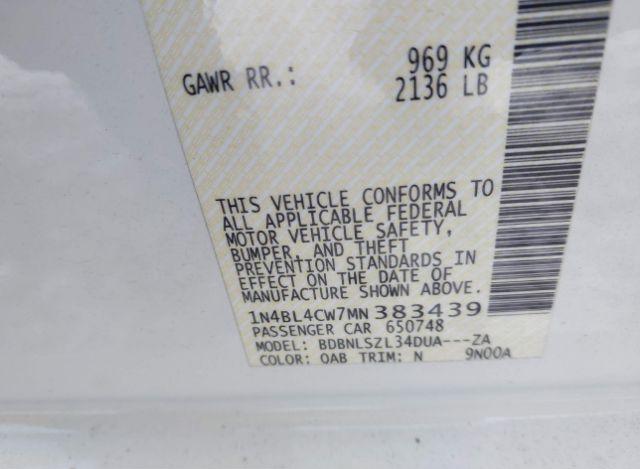 GAWR RR.: 969 KG
2136 LB
THIS VEHICLE CONFORMS TO
ALL APPLICABLE FEDERAL
MOTOR VEHICLE SAFETY,
BUMPER, AND THEFT
PREVENTION STANDARDS IN
EFFECT ON THE DATE OF
MANUFACTURE SHOWN ABOVE.
1N4BL4CW7MN383439
PASSENGER CAR 650748
MODEL: BDBNLSZL34DUA---ZA
COLOR: QAB TRIM: N 9N00A